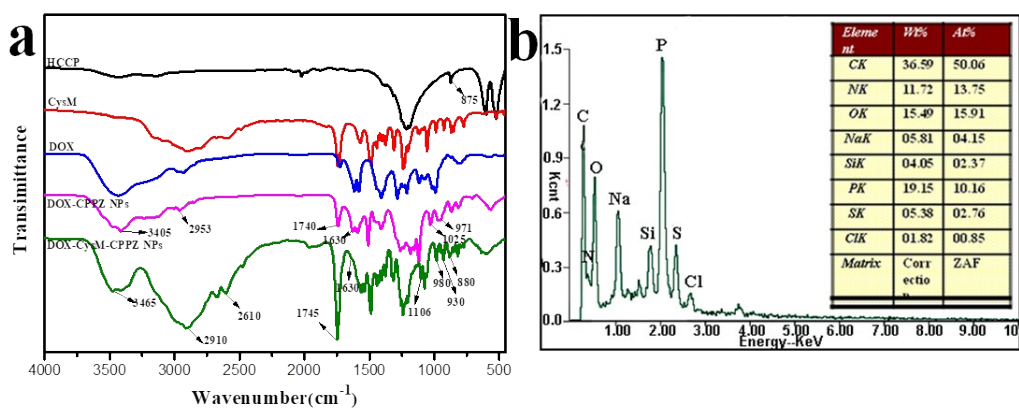 a
HCCP
875
CysM
DOX
DOX-CPPZ NPs
3405
2953
1740
1630
1025
971
DOX-CysM-CPPZ NPs
3465
2910
2610
1745
1630
1106
980
930
880
Transimittance
4000 3500 3000 2500 2000 1500 1000 500
Wavenumber(cm-1)
b
Kcnt
1.5
1.2
0.9
0.6
0.3
0.0
C
N
O
Na
Si
P
S
Cl
1.00 2.00 3.00 4.00 5.00 6.00 7.00 8.00 9.00 10
Energy--KeV
Eleme Wt% At%
nt
CK 36.59 50.06
NK 11.72 13.75
OK 15.49 15.91
NaK 05.81 04.15
SiK 04.05 02.37
PK 19.15 10.16
SK 05.38 02.76
ClK 01.82 00.85
Matrix Corr ZAF
ectio